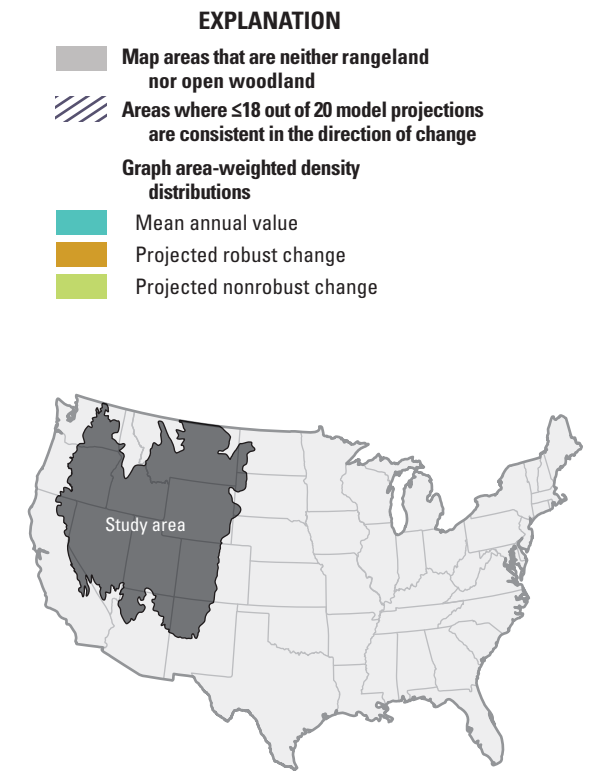 EXPLANATION
Map areas that are neither rangeland
nor open woodland
Areas where ≤18 out of 20 model projections
are consistent in the direction of change
Graph area-weighted density
distributions
Mean annual value
Projected robust change
Projected nonrobust change
Study area